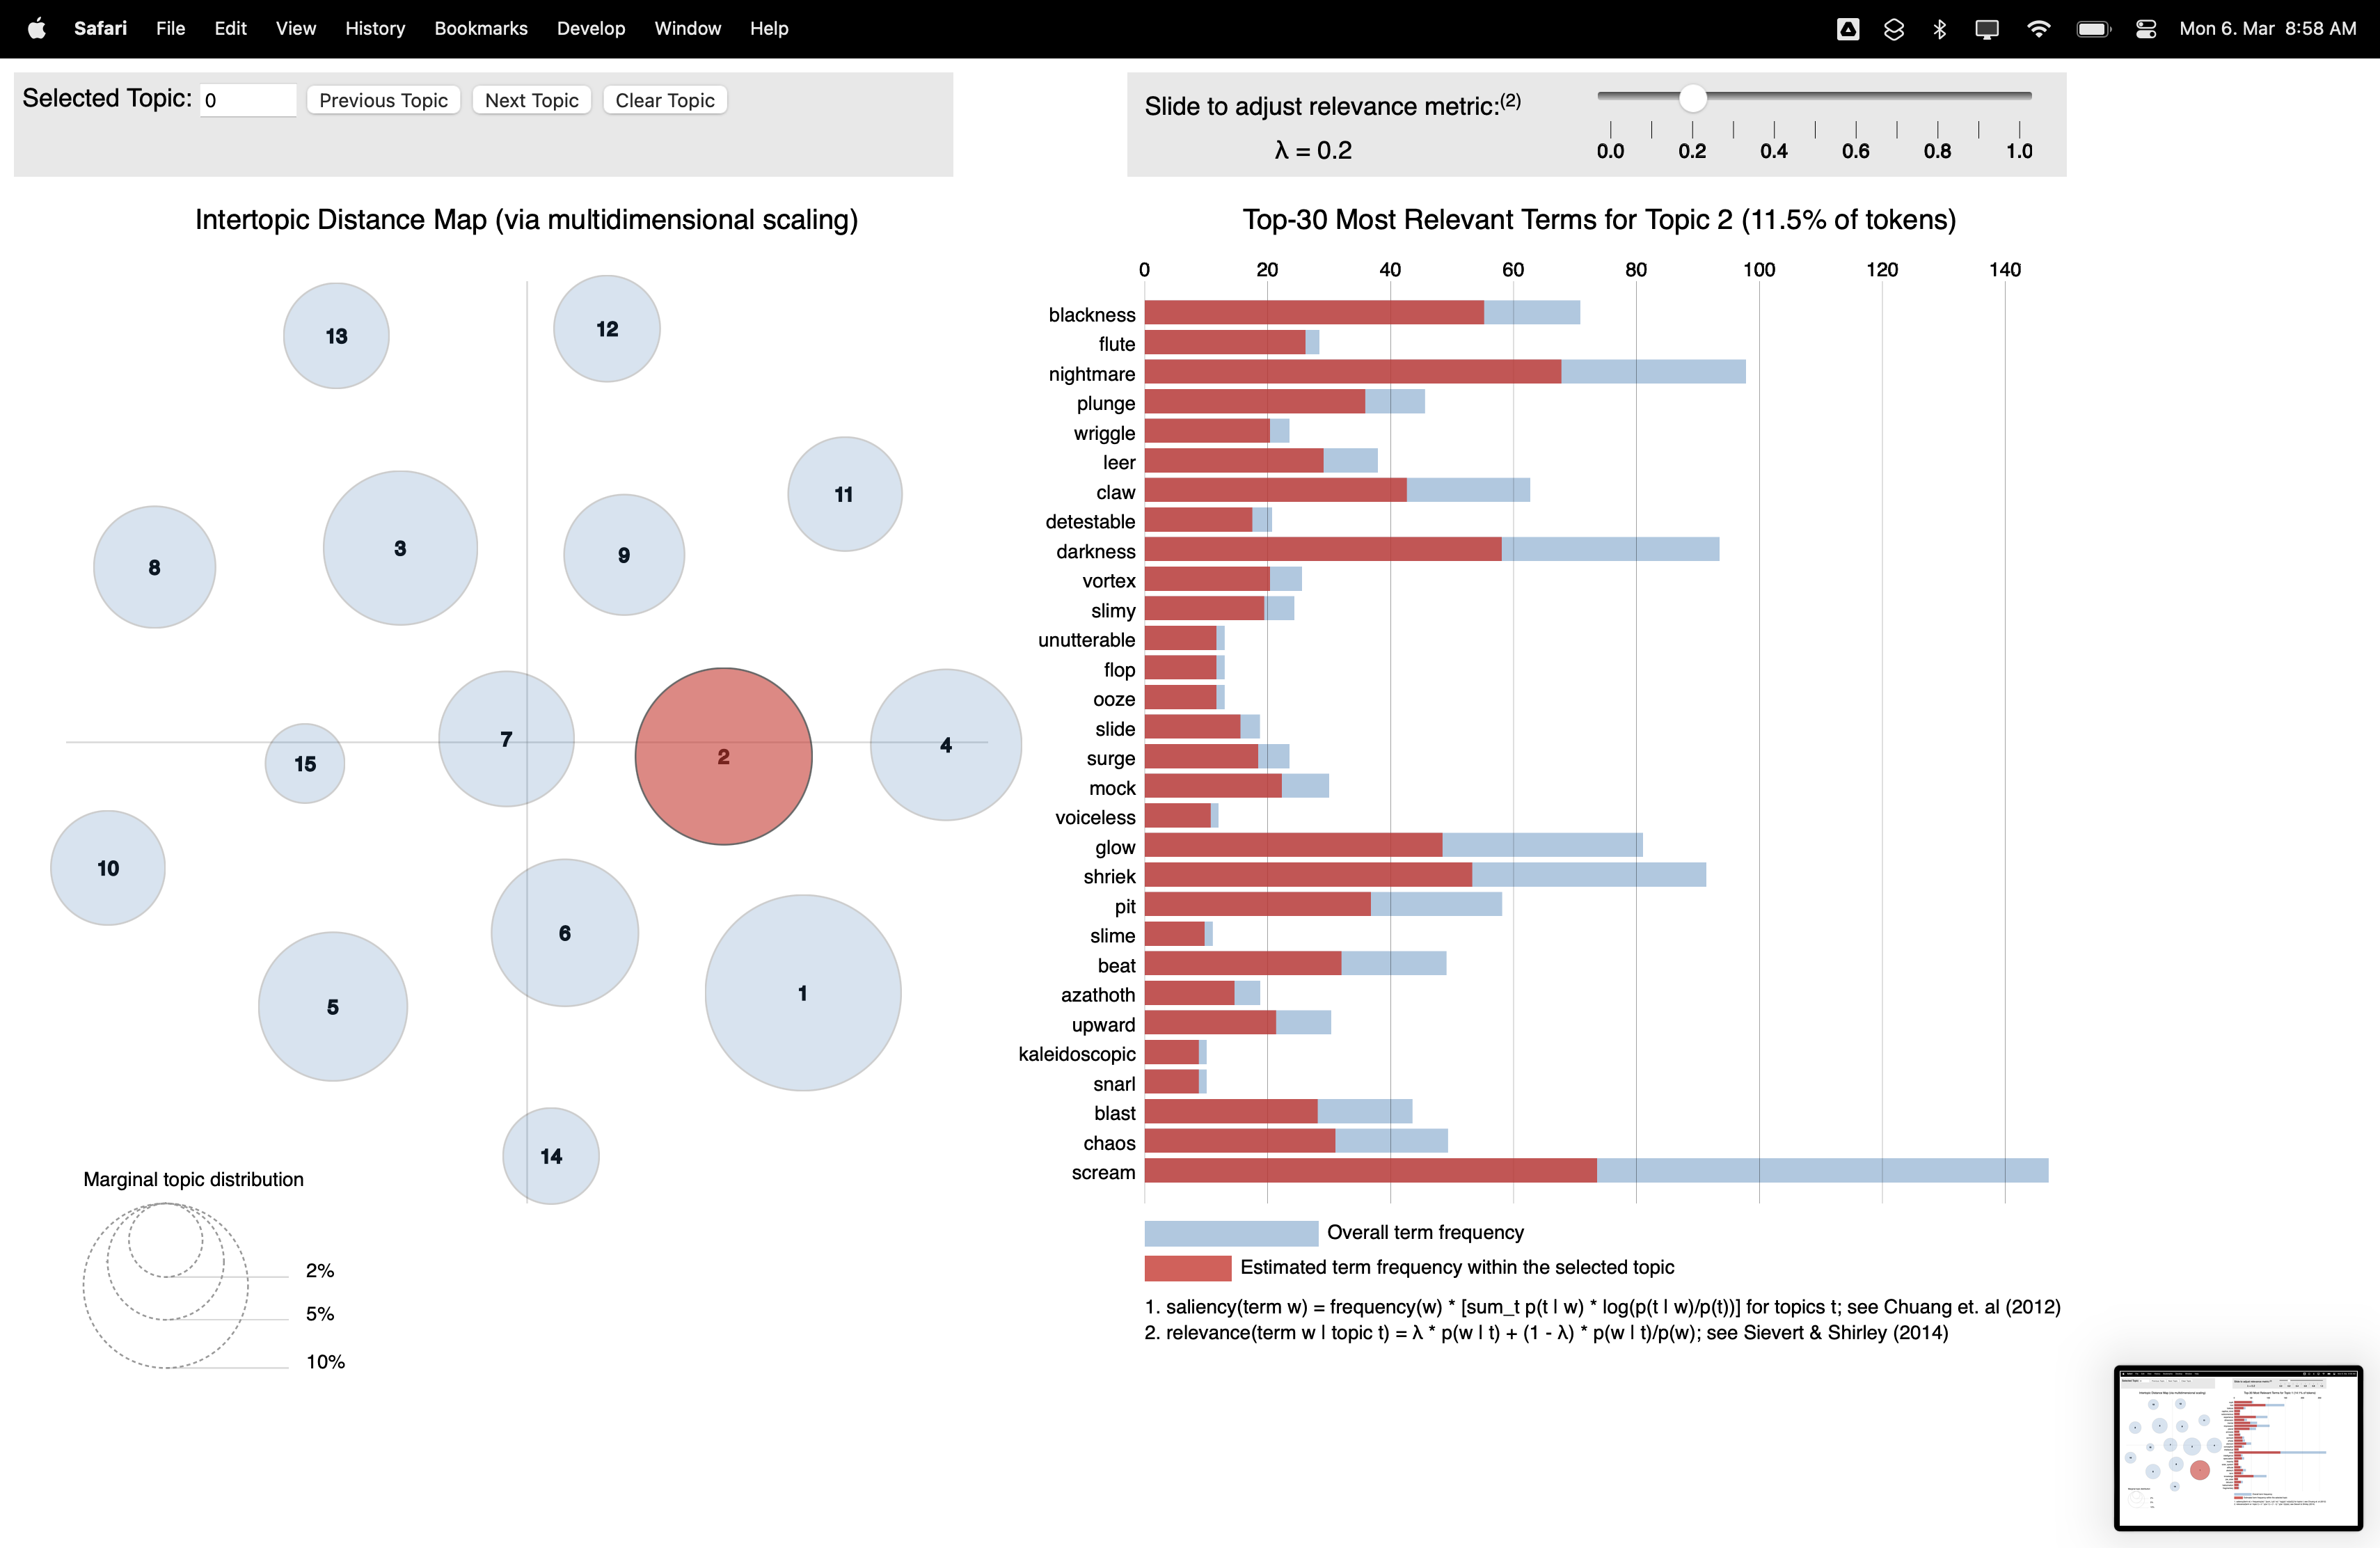 Safari File Edit View History Bookmarks Develop Window Help Mon 6. Mar 8:58 AM
Selected Topic: 0 Previous Topic Next Topic Clear Topic
Slide to adjust relevance metric:(2)
λ = 0.2
0.0 0.2 0.4 0.6 0.8 1.0
Intertopic Distance Map (via multidimensional scaling)
13
12
11
3
9
8
7
2
4
15
10
6
1
5
14
Marginal topic distribution
2%
5%
10%
Top-30 Most Relevant Terms for Topic 2 (11.5% of tokens)
0 20 40 60 80 100 120 140
blackness
flute
nightmare
plunge
wriggle
leer
claw
detestable
darkness
vortex
slimy
unutterable
flop
ooze
slide
surge
mock
voiceless
glow
shriek
pit
slime
beat
azathoth
upward
kaleidoscopic
snarl
blast
chaos
scream
Overall term frequency
Estimated term frequency within the selected topic
1. saliency(term w) = frequency(w) * [sum_t p(t | w) * log(p(t | w)/p(t))] for topics t; see Chuang et. al (2012)
2. relevance(term w | topic t) = λ * p(w | t) + (1 - λ) * p(w | t)/p(w); see Sievert & Shirley (2014)